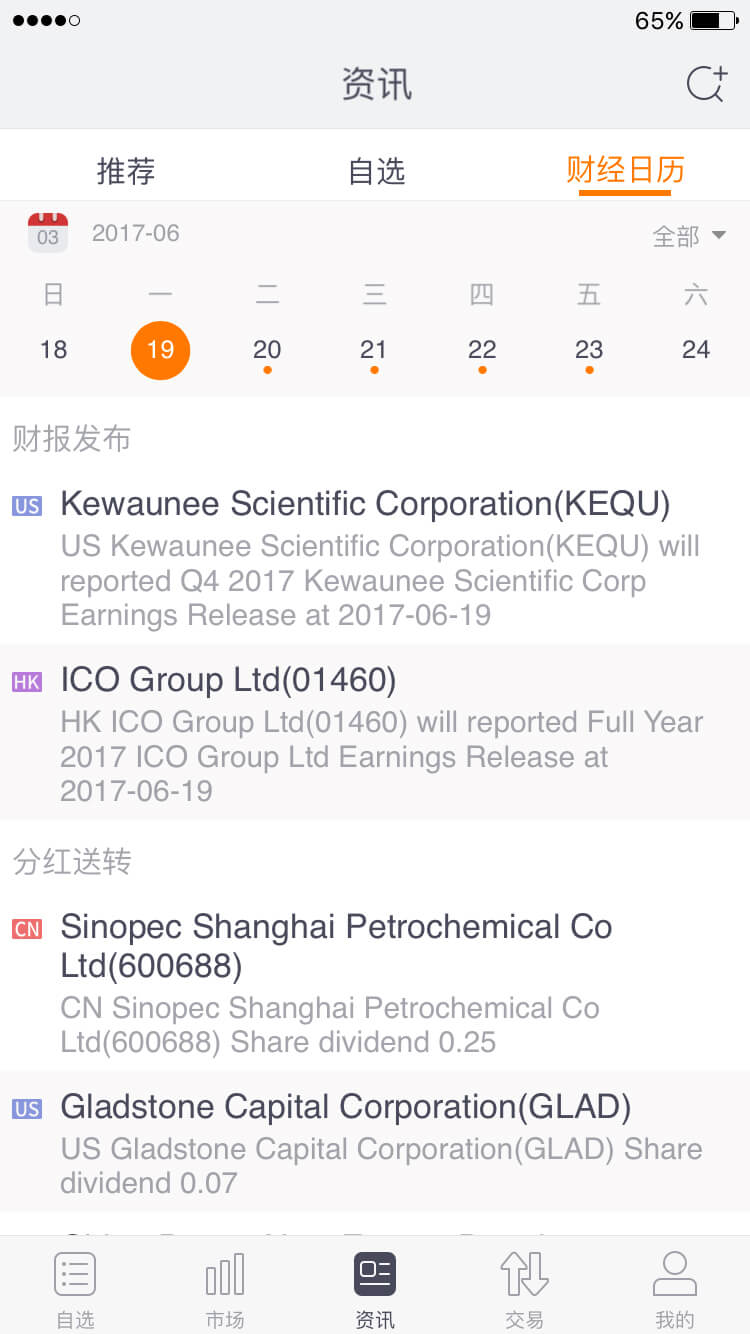 65%
资讯
推荐 自选 财经日历
03 2017-06 全部
日 一 二 三 四 五 六
18 19 20 21 22 23 24
财报发布
US Kewaunee Scientific Corporation(KEQU)
US Kewaunee Scientific Corporation(KEQU) will
reported Q4 2017 Kewaunee Scientific Corp
Earnings Release at 2017-06-19
HK ICO Group Ltd(01460)
HK ICO Group Ltd(01460) will reported Full Year
2017 ICO Group Ltd Earnings Release at
2017-06-19
分红送转
CN Sinopec Shanghai Petrochemical Co
Ltd(600688)
CN Sinopec Shanghai Petrochemical Co
Ltd(600688) Share dividend 0.25
US Gladstone Capital Corporation(GLAD)
US Gladstone Capital Corporation(GLAD) Share
dividend 0.07
自选 市场 资讯 交易 我的